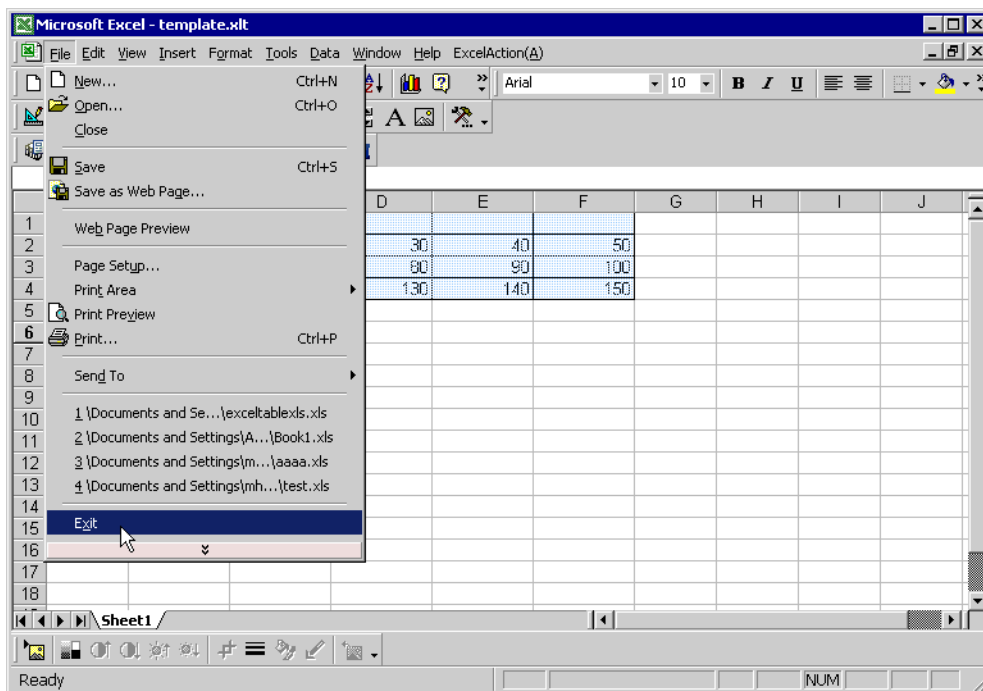 Microsoft Excel - template.xlt
File Edit View Insert Format Tools Data Window Help ExcelAction(A)
Arial 10 B I U
New... Ctrl+N
Open... Ctrl+O
Close
Save Ctrl+S
Save as Web Page...
Web Page Preview
Page Setup...
Print Area
Print Preview
Print... Ctrl+P
Send To
1 \Documents and Se...\exceltablexls.xls
2 \Documents and Settings\A...\Book1.xls
3 \Documents and Settings\m...\aaaa.xls
4 \Documents and Settings\mh...\test.xls
Exit
D E F G H I J
1
2 30 40 50
3 80 90 100
4 130 140 150
5
6
7
8
9
10
11
12
13
14
15
16
17
18
Sheet1
Ready NUM